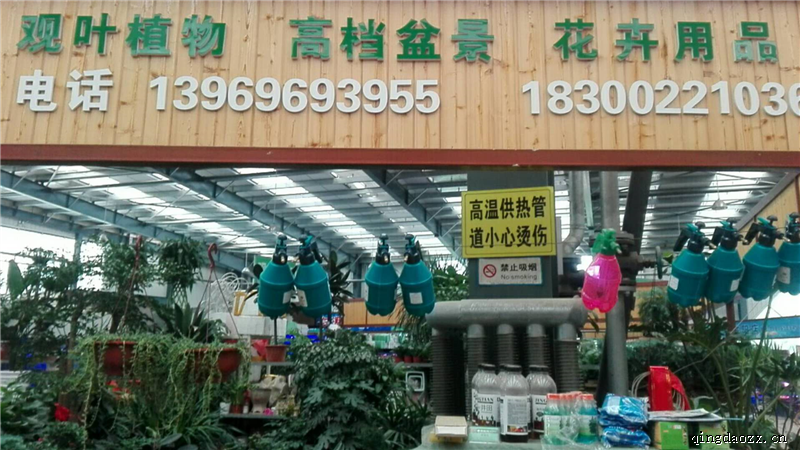 观叶植物 高档盆景 花卉用品
电话 13969693955 18300221036
高温供热管
道小心烫伤
禁止吸烟
No smoking
qingdaozx.cn